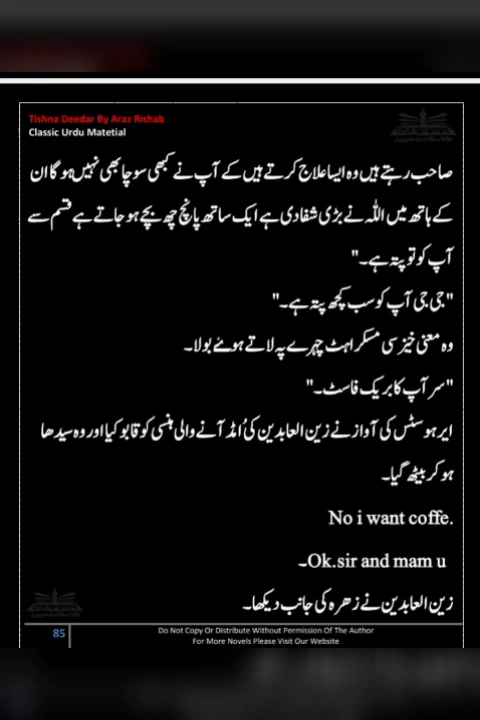 Tishna Deedar By Araz Rishab
Classic Urdu Matetial
صاحب رہتے ہیں وہ ایسا علاج کرتے ہیں کے آپ نے کبھی سوچا بھی نہیں ہو گا ان
کے ہاتھ میں اللّٰہ نے بڑی شفا دی ہے ایک ساتھ پانچ چھ بچے ہو جاتے ہے قسم سے
آپ کو تو پتہ ہے۔"
"جی جی آپ کو سب کچھ پتہ ہے۔"
وہ معنی خیز سی مسکراہٹ چہرے پہ لاتے ہوئے بولا۔
"سر آپ کا بریک فاسٹ۔"
ایر ہوسٹس کی آواز نے زین العابدین کی اُمڈ آنے والی ہنسی کو قابو کیا اور وہ سیدھا
ہو کر بیٹھ گیا۔
No i want coffe.
Ok.sir and mam u۔
زین العابدین نے زھرہ کی جانب دیکھا۔
85
Do Not Copy Or Distribute Without Permission Of The Author
For More Novels Please Visit Our Website